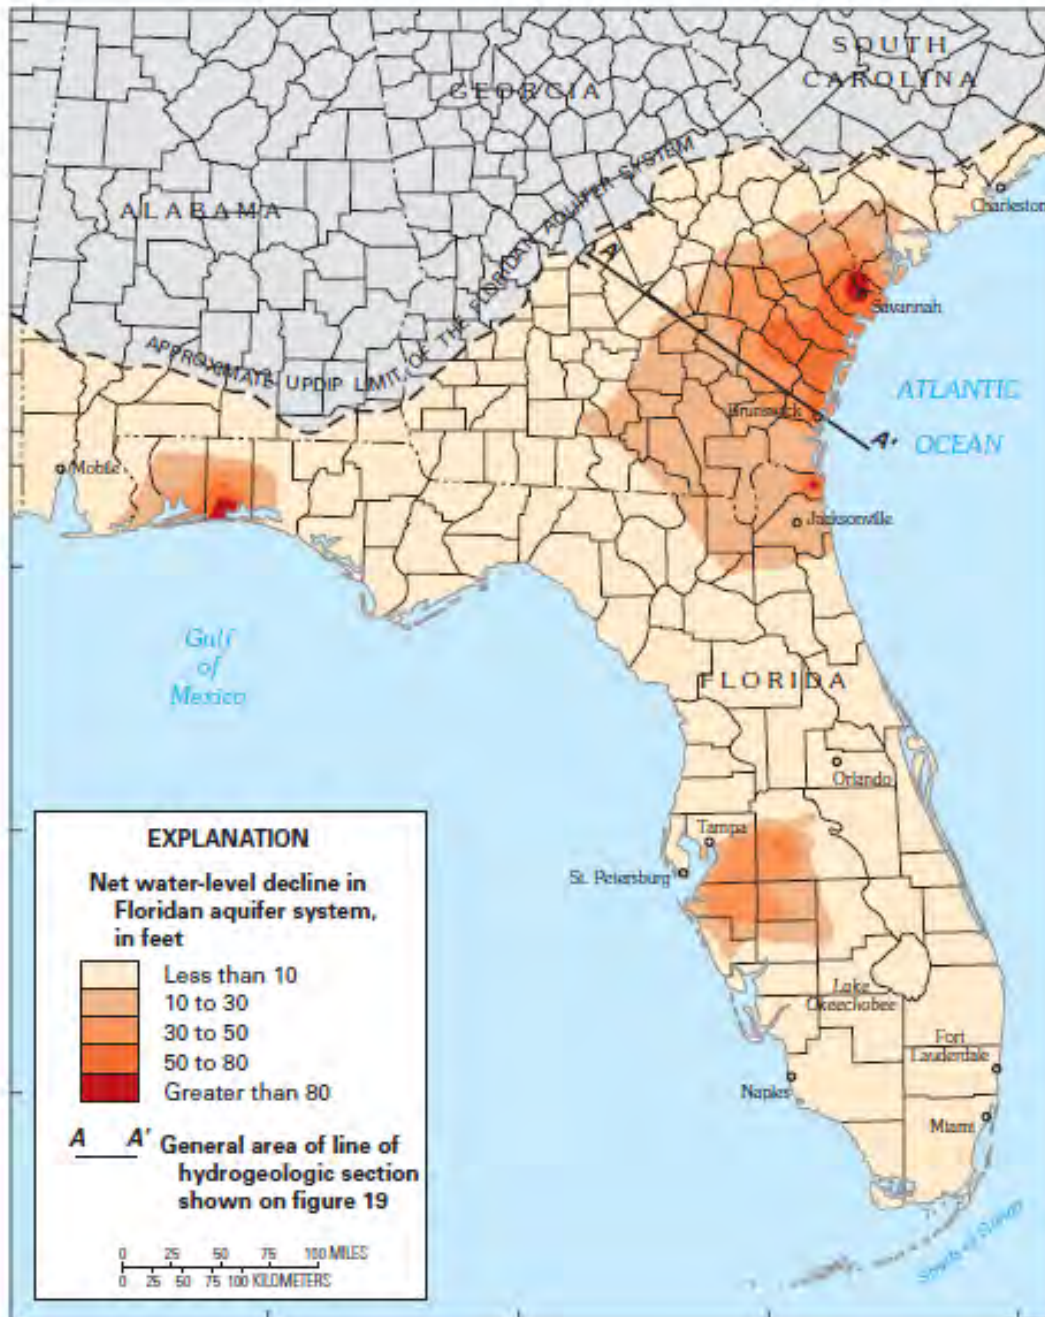 SOUTH
CAROLINA
GEORGIA
ALABAMA
APPROXIMATE UPDIP LIMIT OF THE FLORIDAN AQUIFER SYSTEM
Charleston
A
Savannah
ATLANTIC
OCEAN
Brunswick
A'
Mobile
Jacksonville
Gulf
of
Mexico
FLORIDA
Orlando
Tampa
St. Petersburg
Lake
Okeechobee
Fort
Lauderdale
Naples
Miami
Straits of Florida
EXPLANATION
Net water-level decline in
Floridan aquifer system,
in feet
Less than 10
10 to 30
30 to 50
50 to 80
Greater than 80
A A' General area of line of
hydrogeologic section
shown on figure 19
0 25 50 75 100 MILES
0 25 50 75 100 KILOMETERS